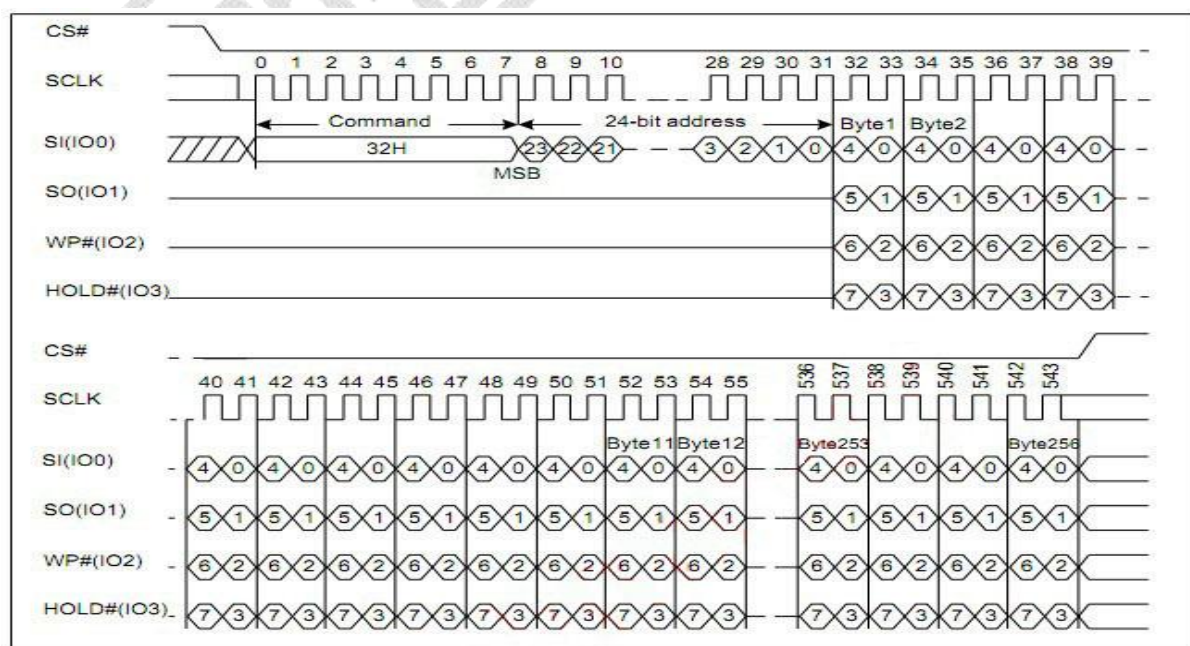 CS#
0 1 2 3 4 5 6 7 8 9 10 28 29 30 31 32 33 34 35 36 37 38 39
SCLK
Command 24-bit address Byte1 Byte2
SI(IO0) 32H 23 22 21 3 2 1 0 4 0 4 0 4 0 4 0
MSB
SO(IO1) 5 1 5 1 5 1 5 1
WP#(IO2) 6 2 6 2 6 2 6 2
HOLD#(IO3) 7 3 7 3 7 3 7 3
CS#
40 41 42 43 44 45 46 47 48 49 50 51 52 53 54 55 536 537 538 539 540 541 542 543
SCLK
Byte11 Byte12 Byte253 Byte256
SI(IO0) 4 0 4 0 4 0 4 0 4 0 4 0 4 0 4 0 4 0 4 0 4 0 4 0
SO(IO1) 5 1 5 1 5 1 5 1 5 1 5 1 5 1 5 1 5 1 5 1 5 1 5 1
WP#(IO2) 6 2 6 2 6 2 6 2 6 2 6 2 6 2 6 2 6 2 6 2 6 2 6 2
HOLD#(IO3) 7 3 7 3 7 3 7 3 7 3 7 3 7 3 7 3 7 3 7 3 7 3 7 3